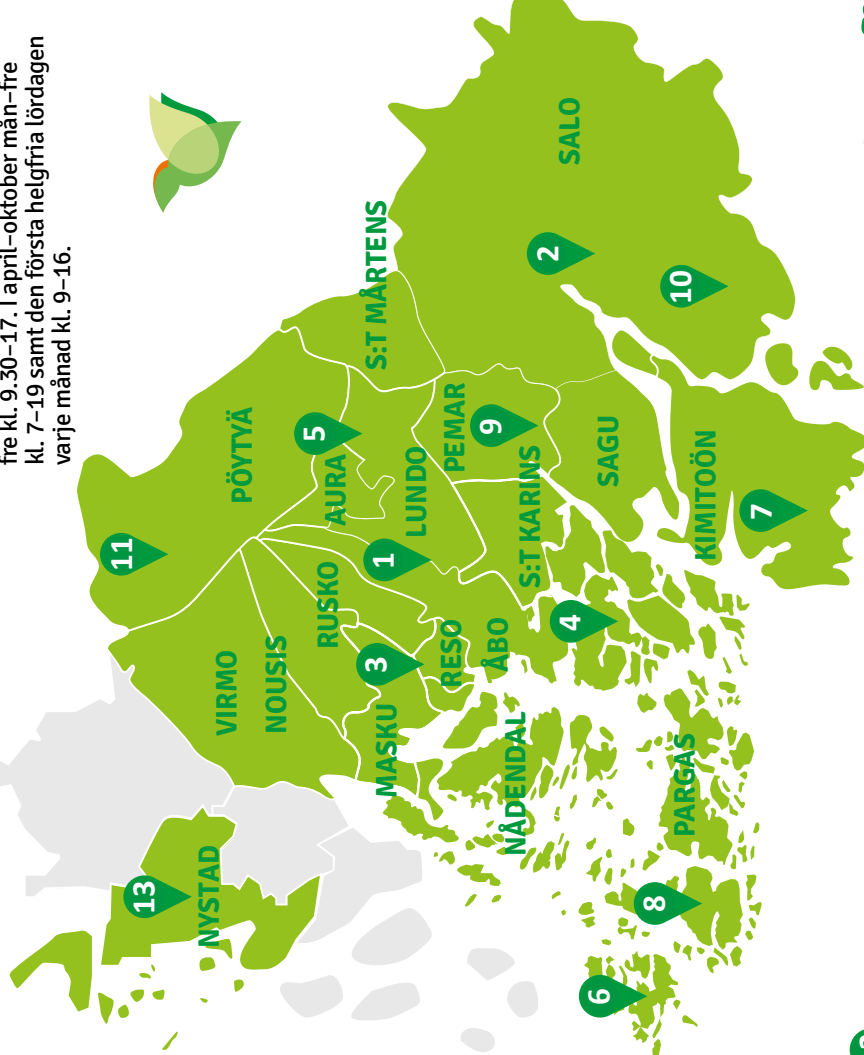 fre kl. 9.30–17. I april–oktober mån–fre
kl. 7–19 samt den första helgfria lördagen
varje månad kl. 9–16.
11
13
NYSTAD
VIRMO
PÖYTYÄ
NOUSIS
5
RUSKO
AURA
3
S:T MÅRTENS
1
MASKU
LUNDO
RESO
PEMAR
9
ÅBO
NÅDENDAL
S:T KARINS
2
4
SALO
6
SAGU
8
10
PARGAS
KIMITOÖN
7